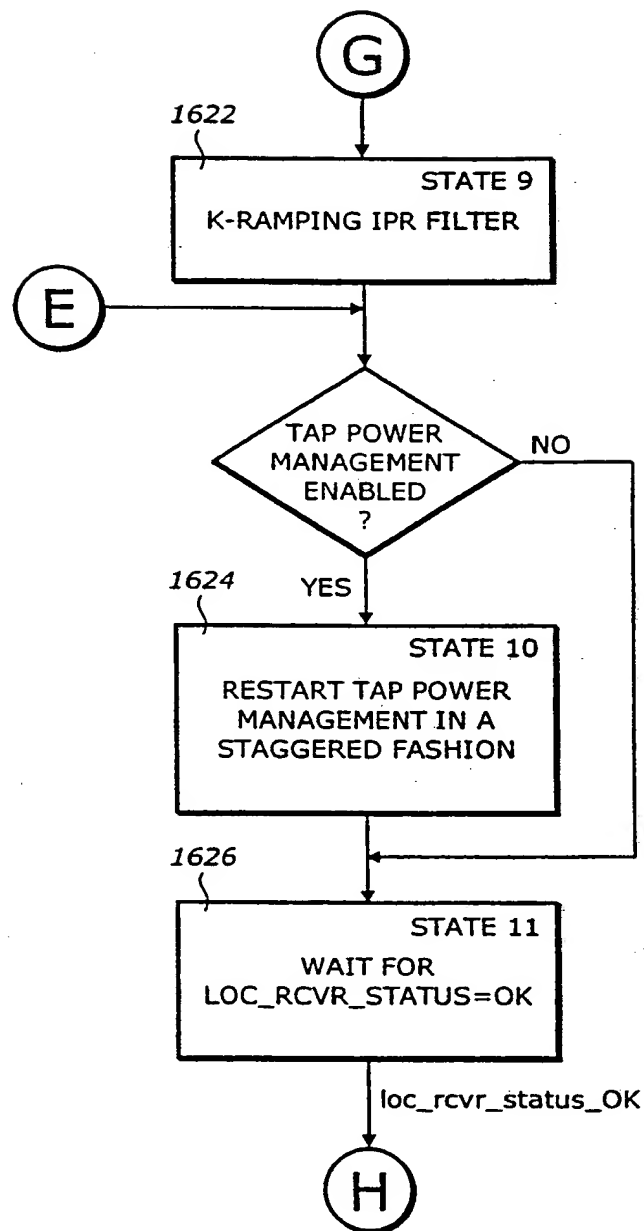 G
1622
STATE 9
K-RAMPING IPR FILTER
E
TAP POWER
MANAGEMENT
ENABLED
?
NO
YES
1624
STATE 10
RESTART TAP POWER
MANAGEMENT IN A
STAGGERED FASHION
1626
STATE 11
WAIT FOR
LOC_RCVR_STATUS=OK
loc_rcvr_status_OK
H